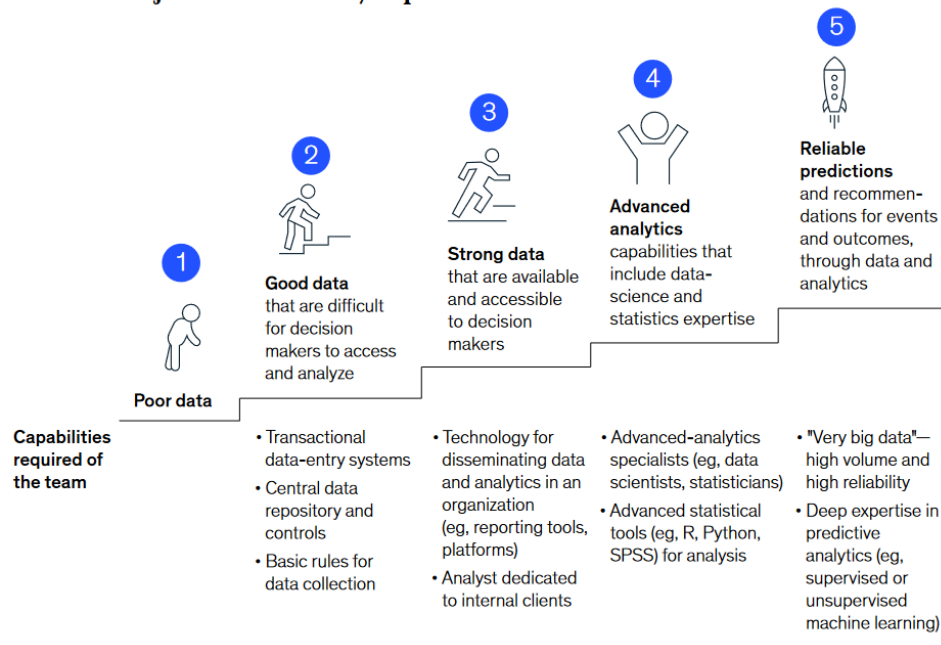 1
Poor data
2
Good data
that are difficult
for decision
makers to access
and analyze
3
Strong data
that are available
and accessible
to decision
makers
4
Advanced
analytics
capabilities that
include data-
science and
statistics expertise
5
Reliable
predictions
and recommen-
dations for events
and outcomes,
through data and
analytics
Capabilities
required of
the team
• Transactional
data-entry systems
• Central data
repository and
controls
• Basic rules for
data collection
• Technology for
disseminating data
and analytics in an
organization
(eg, reporting tools,
platforms)
• Analyst dedicated
to internal clients
• Advanced-analytics
specialists (eg, data
scientists, statisticians)
• Advanced statistical
tools (eg, R, Python,
SPSS) for analysis
• "Very big data"—
high volume and
high reliability
• Deep expertise in
predictive
analytics (eg,
supervised or
unsupervised
machine learning)